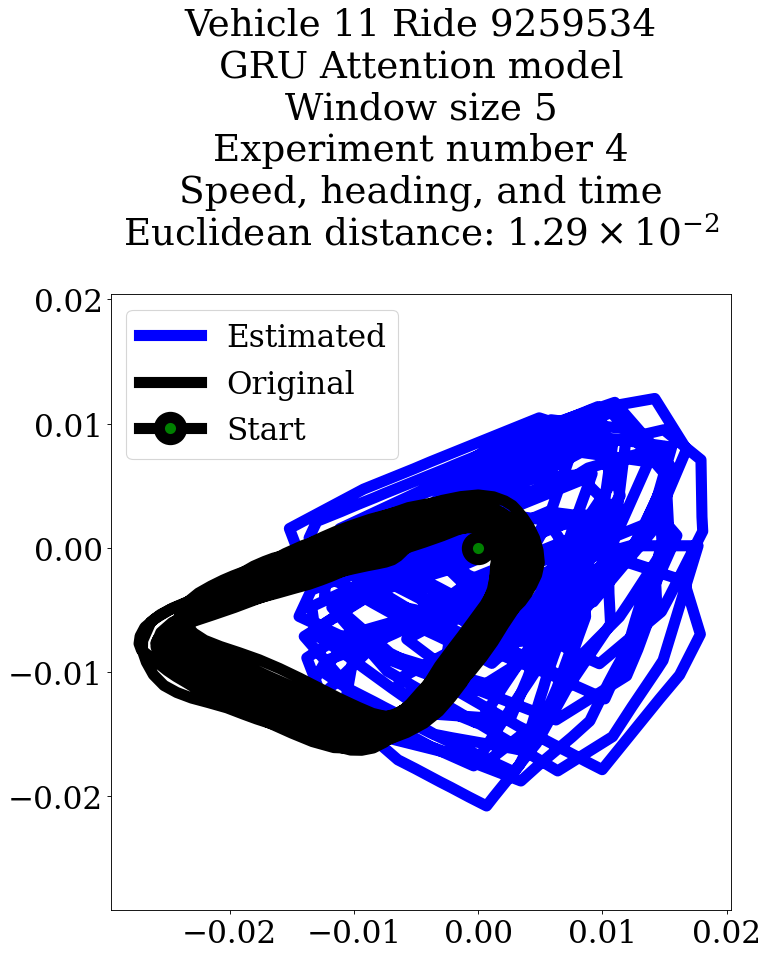 Vehicle 11 Ride 9259534
GRU Attention model
Window size 5
Experiment number 4
Speed, heading, and time
Euclidean distance: 1.29 × 10⁻²
0.02
0.01
0.00
−0.01
−0.02
Estimated
Original
Start
−0.02 −0.01 0.00 0.01 0.02